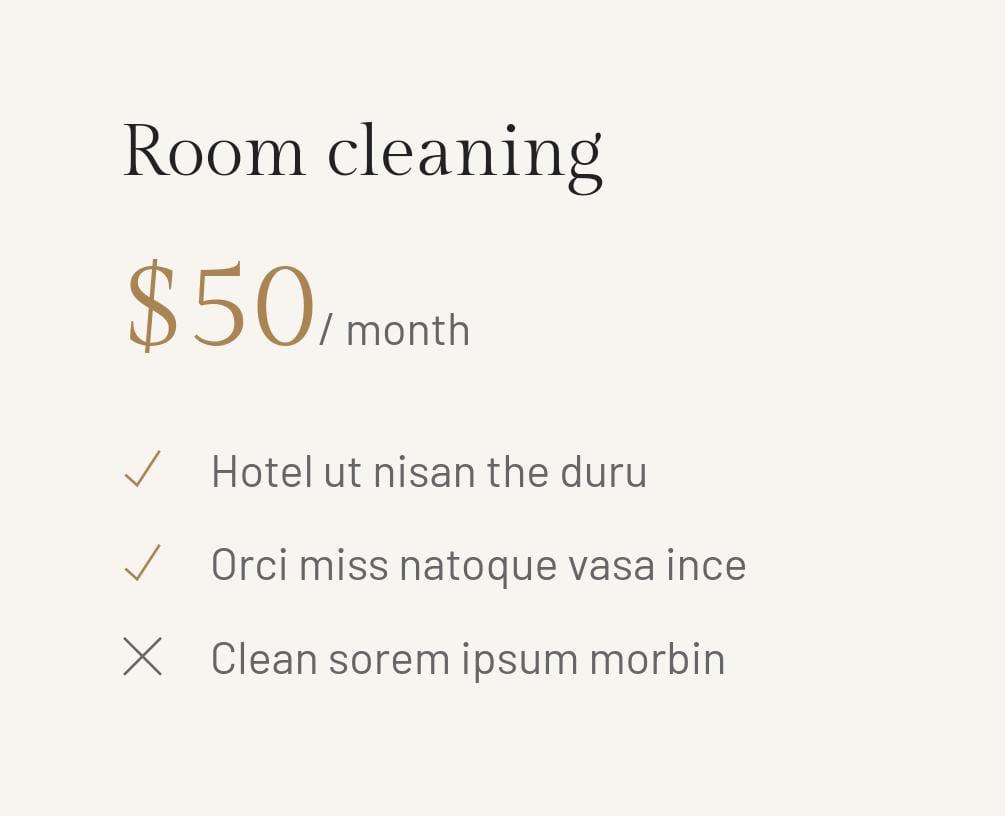 Room cleaning
$50/ month
Hotel ut nisan the duru
Orci miss natoque vasa ince
Clean sorem ipsum morbin